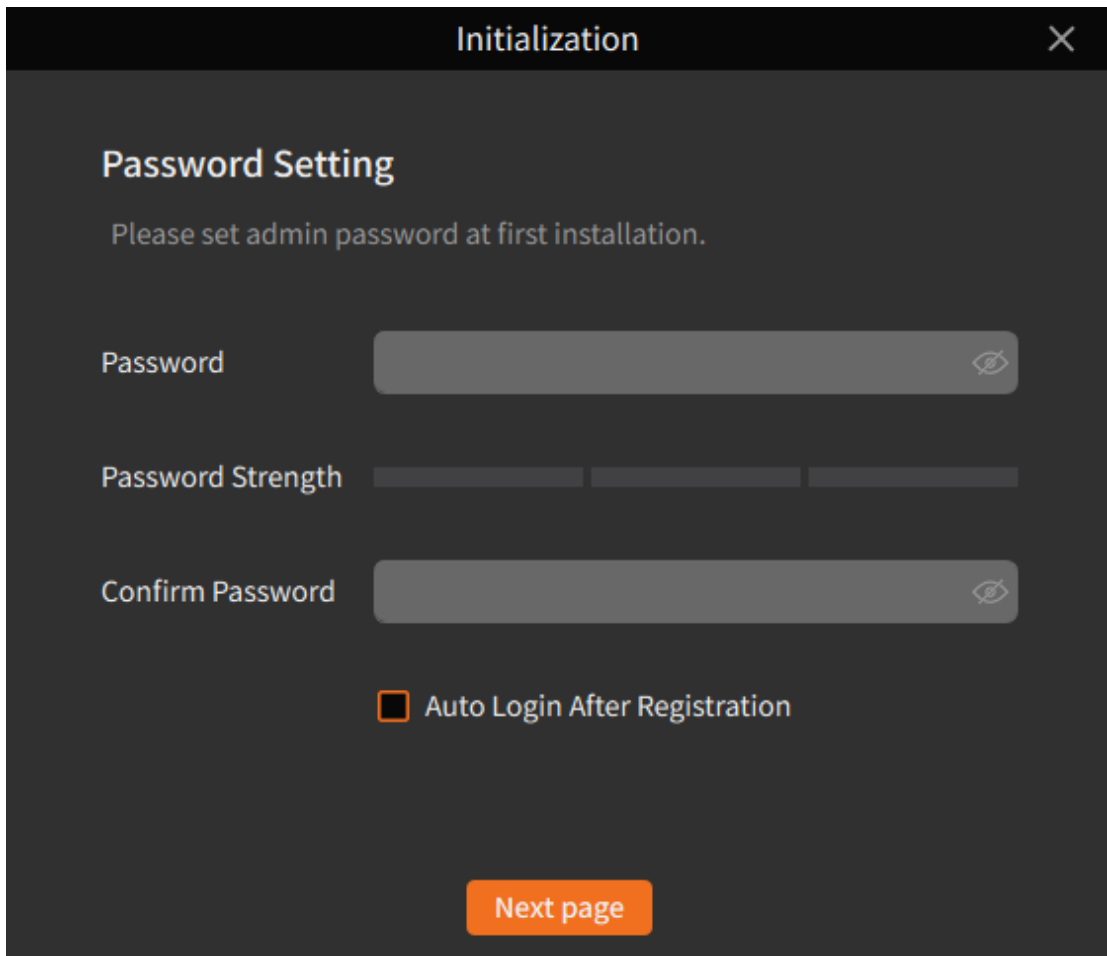 Initialization
Password Setting
Please set admin password at first installation.
Password
Password Strength
Confirm Password
Auto Login After Registration
Next page